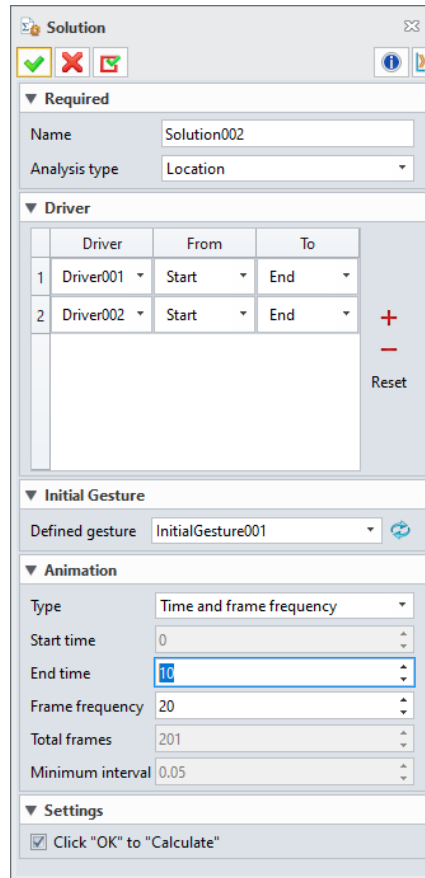 Solution
Required
Name Solution002
Analysis type Location
Driver
Driver From To
1 Driver001 Start End
2 Driver002 Start End
Reset
Initial Gesture
Defined gesture InitialGesture001
Animation
Type Time and frame frequency
Start time 0
End time 10
Frame frequency 20
Total frames 201
Minimum interval 0.05
Settings
Click "OK" to "Calculate"